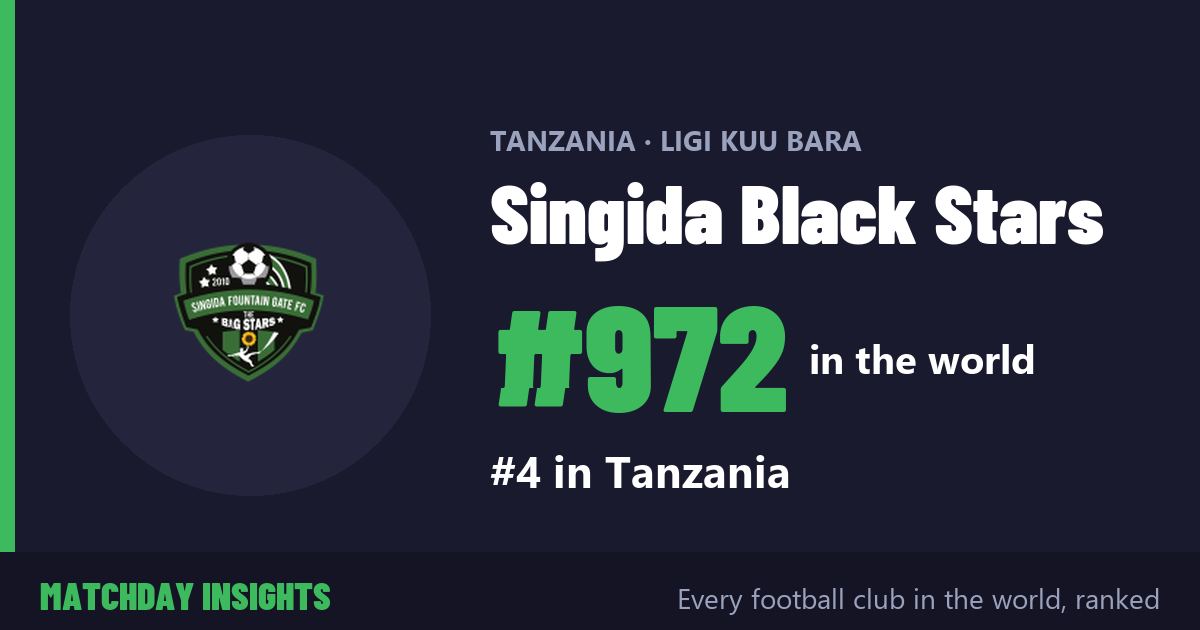 TANZANIA · LIGI KUU BARA
Singida Black Stars
2010
SINGIDA FOUNTAIN GATE FC
THE
BIG STARS
#972 in the world
#4 in Tanzania
MATCHDAY INSIGHTS
Every football club in the world, ranked